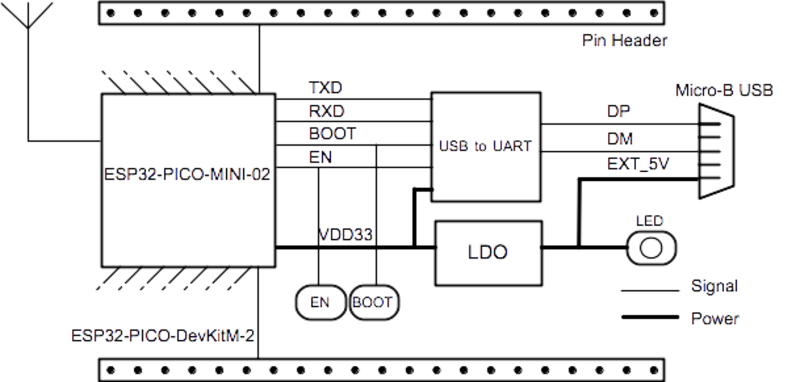 Pin Header
Micro-B USB
TXD
RXD
BOOT
EN
DP
DM
EXT_5V
USB to UART
ESP32-PICO-MINI-02
VDD33
LDO
LED
EN
BOOT
Signal
Power
ESP32-PICO-DevKitM-2